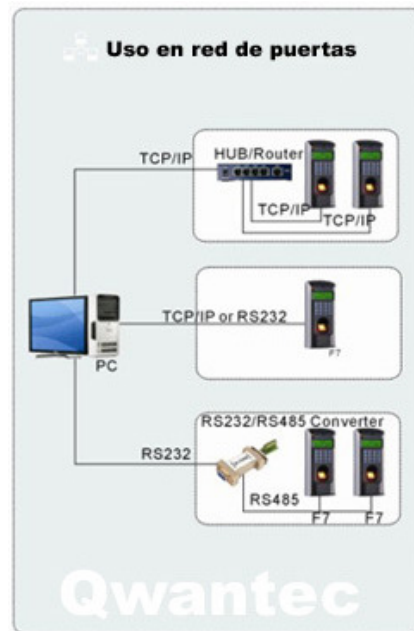 Uso en red de puertas
TCP/IP
HUB/Router
TCP/IP
TCP/IP
TCP/IP or RS232
PC
F7
RS232/RS485 Converter
RS232
RS485
F7
F7
Qwantec